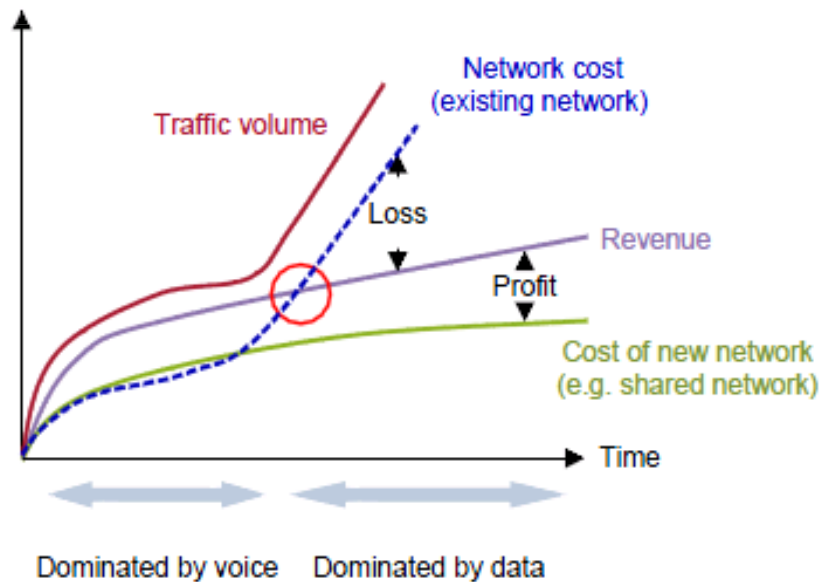 Network cost
(existing network)
Traffic volume
Loss
Revenue
Profit
Cost of new network
(e.g. shared network)
Time
Dominated by voice
Dominated by data